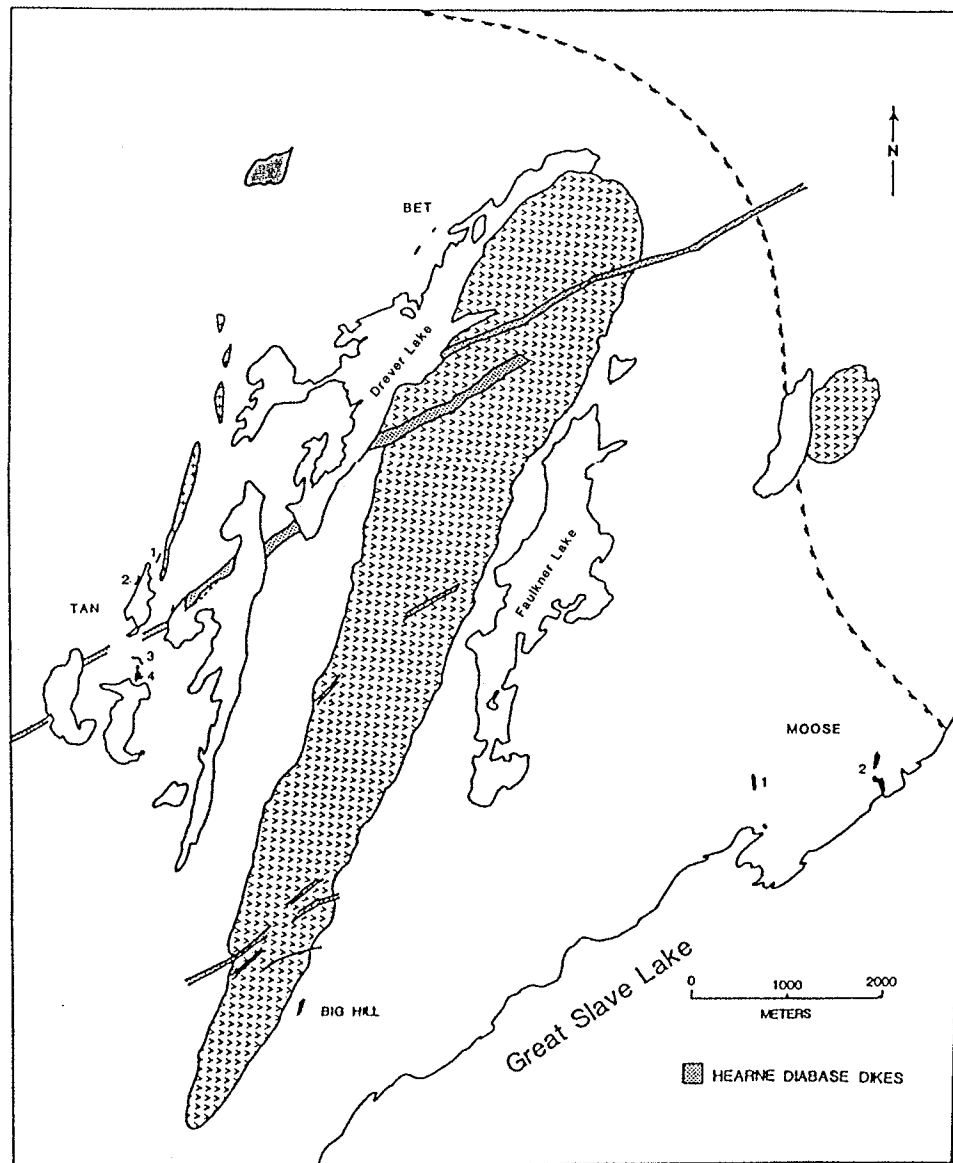 N
BET
Drever Lake
1
2
TAN
3
4
Faulkner Lake
MOOSE
1
2
BIG HILL
Great Slave Lake
0 1000 2000
METERS
HEARNE DIABASE DIKES